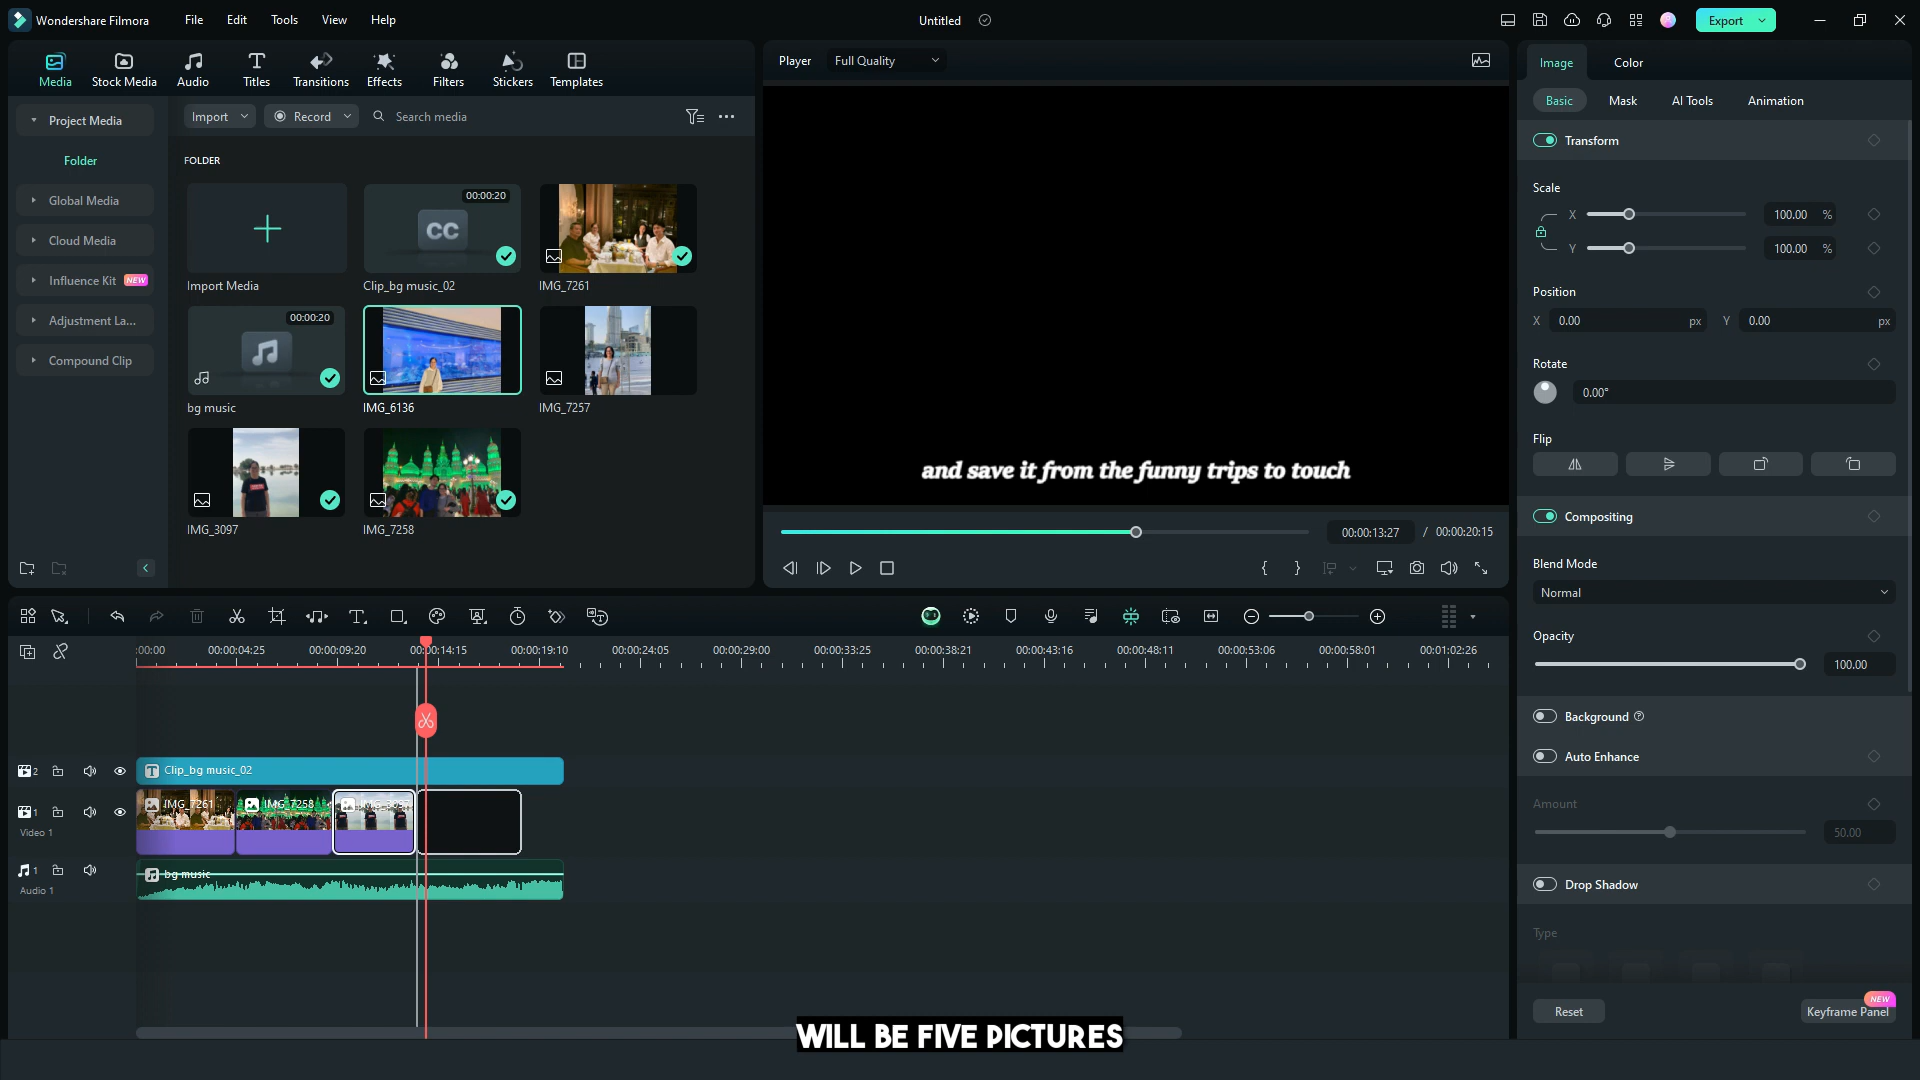 Wondershare Filmora
File
Edit
Tools
View
Help
Untitled
Export
Media
Stock Media
Audio
Titles
Transitions
Effects
Filters
Stickers
Templates
Player
Full Quality
Image
Color
Basic
Mask
AI Tools
Animation
Project Media
Folder
Global Media
Cloud Media
Influence Kit NEW
Adjustment La...
Compound Clip
Import
Record
Search media
FOLDER
Import Media
00:00:20
CC
Clip_bg music_02
IMG_7261
00:00:20
bg music
IMG_6136
IMG_7257
IMG_3097
IMG_7258
and save it from the funny trips to touch
00:00:13:27 / 00:00:20:15
Transform
Scale
X 100.00 %
Y 100.00 %
Position
X 0.00 px Y 0.00 px
Rotate
0.00°
Flip
Compositing
Blend Mode
Normal
Opacity
100.00
Background
Auto Enhance
Amount
50.00
Drop Shadow
Type
Reset
NEW
Keyframe Panel
:00:00
00:00:04:25
00:00:09:20
00:00:14:15
00:00:19:10
00:00:24:05
00:00:29:00
00:00:33:25
00:00:38:21
00:00:43:16
00:00:48:11
00:00:53:06
00:00:58:01
00:01:02:26
2
T Clip_bg music_02
1
Video 1
IMG_7261
IMG_7258
IMG_3097
1
Audio 1
bg music
WILL BE FIVE PICTURES